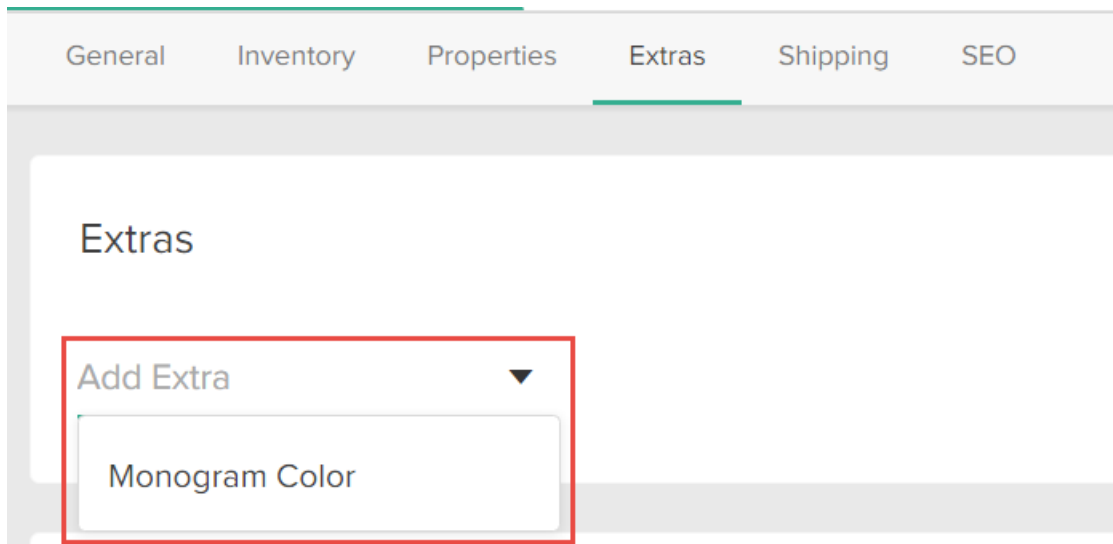 General Inventory Properties Extras Shipping SEO
Extras
Add Extra
Monogram Color